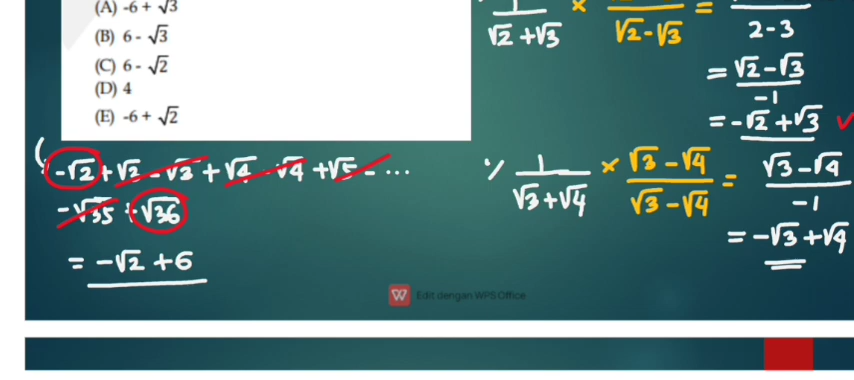 (A) -6 + √3
(B) 6 - √3
(C) 6 - √2
(D) 4
(E) -6 + √2
1/(√2 + √3) × /(√2 - √3) = /(2 - 3)
= (√2 - √3)/-1
= -√2 + √3 ✓
(-√2 + √2 - √3 + √4 - √4 + √5 - ...
-√35 + √36
= -√2 + 6
1/(√3 + √4) × (√3 - √4)/(√3 - √4) = (√3 - √4)/-1
= -√3 + √4
Edit dengan WPS Office